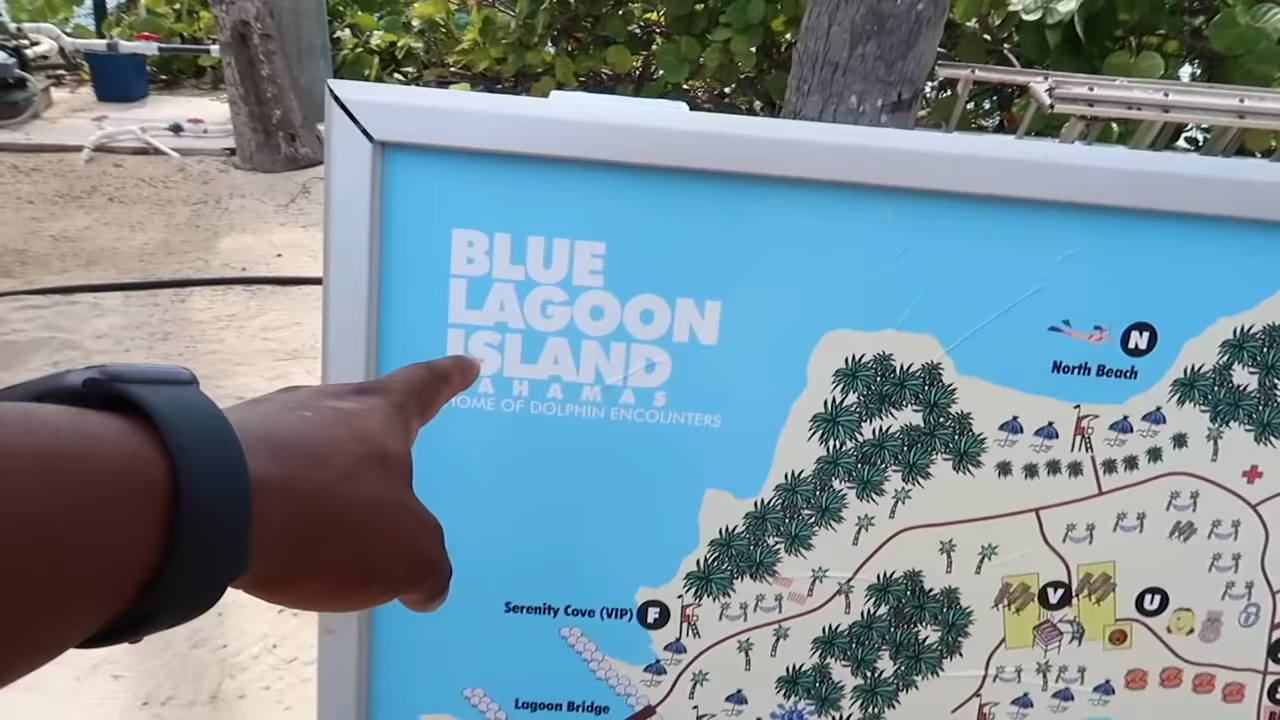 BLUE
LAGOON
ISLAND
AHAMAS
HOME OF DOLPHIN ENCOUNTERS
N
North Beach
Serenity Cove (VIP) F
V
U
Lagoon Bridge